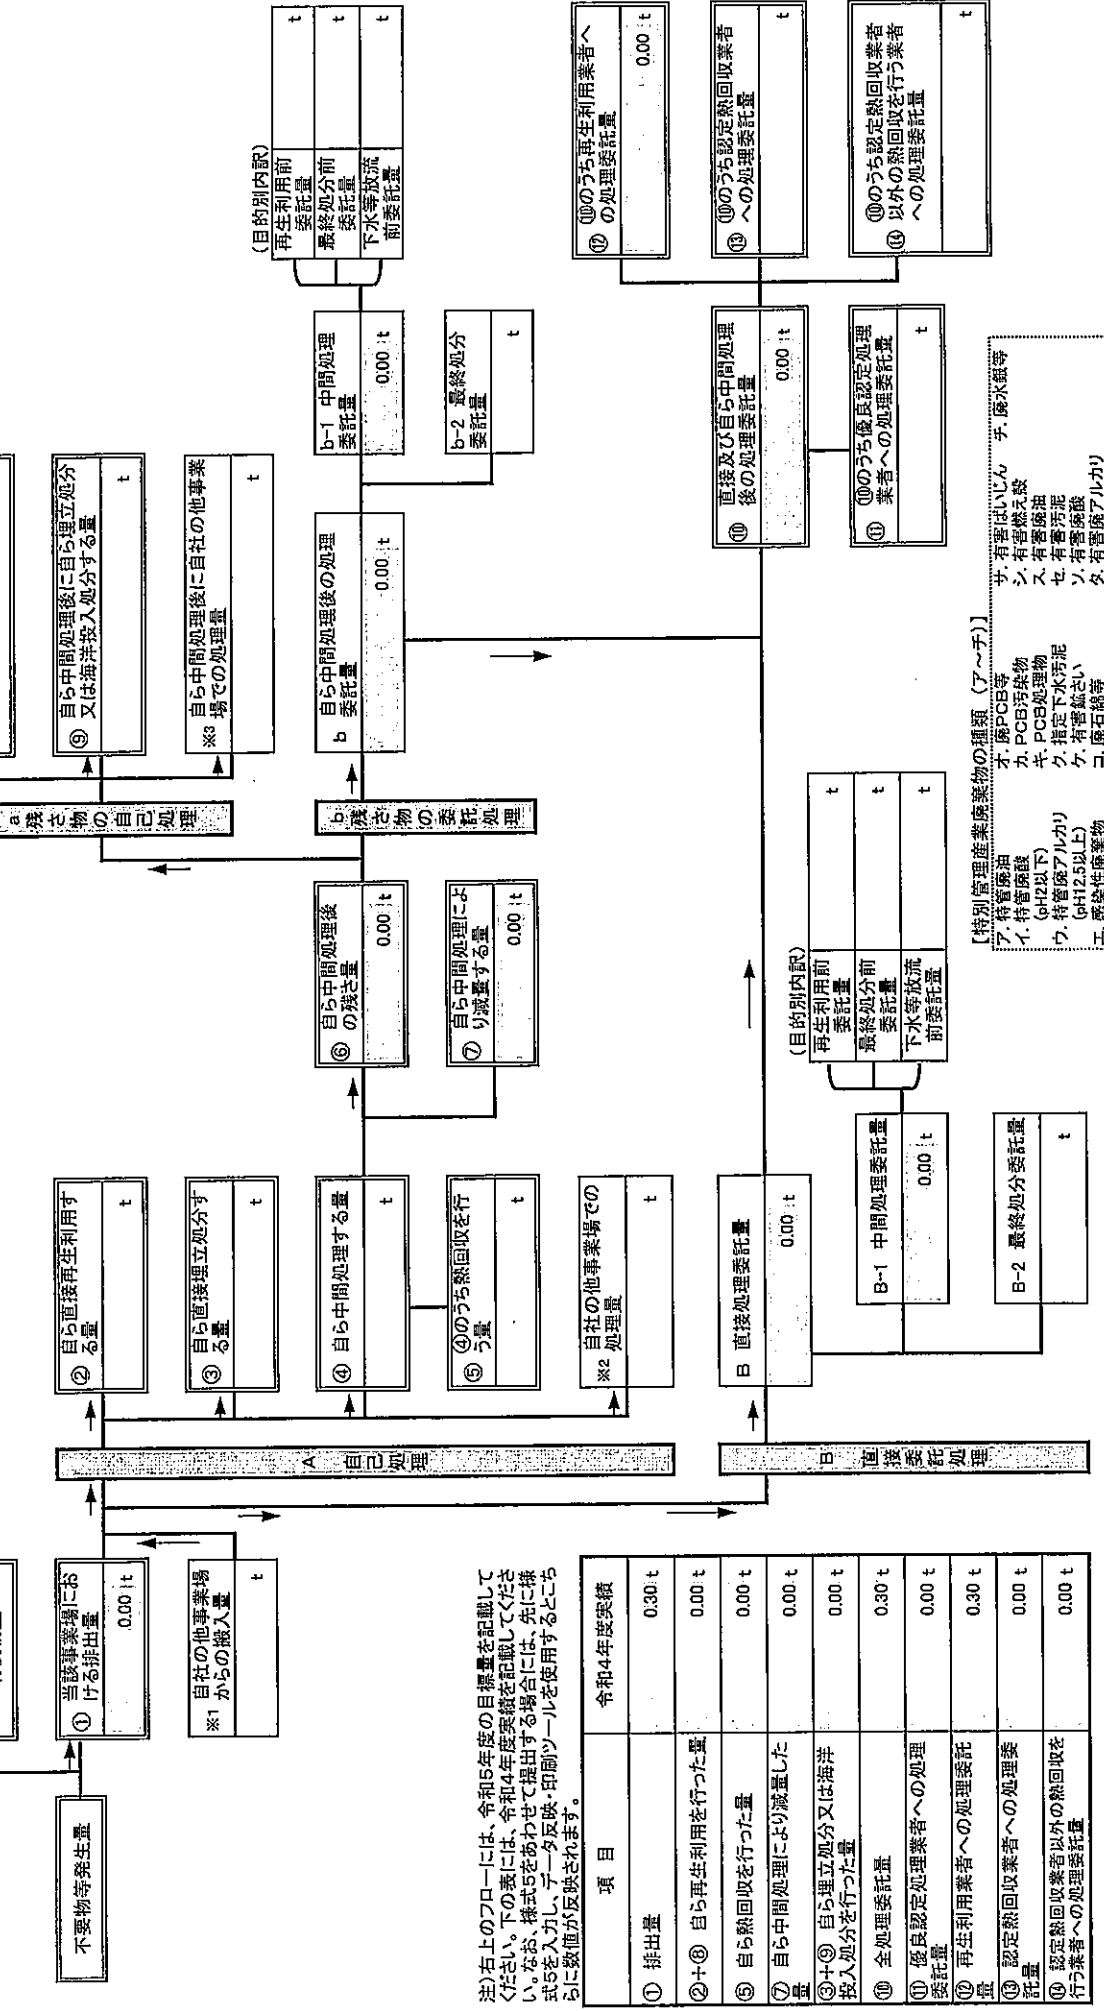 不要物等発生量
① 当該事業場にお
ける排出量
0.00 t
※1 自社の他事業場
からの搬入量
t
A 自己処理
B 直接委託処理
② 自ら直接再生利用す
る量
t
③ 自ら直接埋立処分す
る量
t
④ 自ら中間処理する量
t
⑤ ④のうち熱回収を行
う量
t
※2 自社の他事業場での
処理量
t
B 直接処理委託量
0.00 t
B-1 中間処理委託量
0.00 t
B-2 最終処分委託量
t
(目的別内訳)
再生利用前
委託量
t
最終処分前
委託量
t
下水等放流
前委託量
t
⑥ 自ら中間処理後
の残さ量
0.00 t
⑦ 自ら中間処理によ
り減量する量
0.00 t
a 残さ物の自己処理
b 残さ物の委託処理
⑨ 自ら中間処理後に自ら埋立処分
又は海洋投入処分する量
t
※3 自ら中間処理後に自社の他事業
場での処理量
t
b 自ら中間処理後の処理
委託量
0.00 t
b-1 中間処理
委託量
0.00 t
b-2 最終処分
委託量
t
(目的別内訳)
再生利用前
委託量
t
最終処分前
委託量
t
下水等放流
前委託量
t
⑩ 直接及び自ら中間処理
後の処理委託量
0.00 t
⑪ ⑩のうち優良認定処理
業者への処理委託量
t
⑫ ⑩のうち再生利用業者へ
の処理委託量
0.00 t
⑬ ⑩のうち認定熱回収業者
への処理委託量
t
⑭ ⑩のうち認定熱回収業者
以外の熱回収を行う業者
への処理委託量
t
注)右上のフローには、令和5年度の目標量を記載して
ください。下の表には、令和4年度実績を記載してくださ
い。なお、様式5をあわせて提出する場合には、先に様
式5を入力し、データ反映・印刷ツールを使用するとこち
らに数値が反映されます。
項 目 令和4年度実績
① 排出量 0.30 t
②+⑧ 自ら再生利用を行った量 0.00 t
⑤ 自ら熱回収を行った量 0.00 t
⑦ 自ら中間処理により減量した
量 0.00 t
③+⑨ 自ら埋立処分又は海洋
投入処分を行った量 0.00 t
⑩ 全処理委託量 0.30 t
⑪ 優良認定処理業者への処理
委託量 0.00 t
⑫ 再生利用業者への処理委託
量 0.30 t
⑬ 認定熱回収業者への処理委
託量 0.00 t
⑭ 認定熱回収業者以外の熱回収を
行う業者への処理委託量 0.00 t
【特別管理産業廃棄物の種類 (ア～チ)】
ア. 特管廃油
イ. 特管廃酸
(pH2以下)
ウ. 特管廃アルカリ
(pH12.5以上)
エ. 感染性廃棄物
オ. 廃PCB等
カ. PCB汚染物
キ. PCB処理物
ク. 指定下水汚泥
ケ. 有害鉱さい
コ. 廃石綿等
サ. 有害ばいじん
シ. 有害燃え殻
ス. 有害廃油
セ. 有害汚泥
ソ. 有害廃酸
タ. 有害廃アルカリ
チ. 廃水銀等